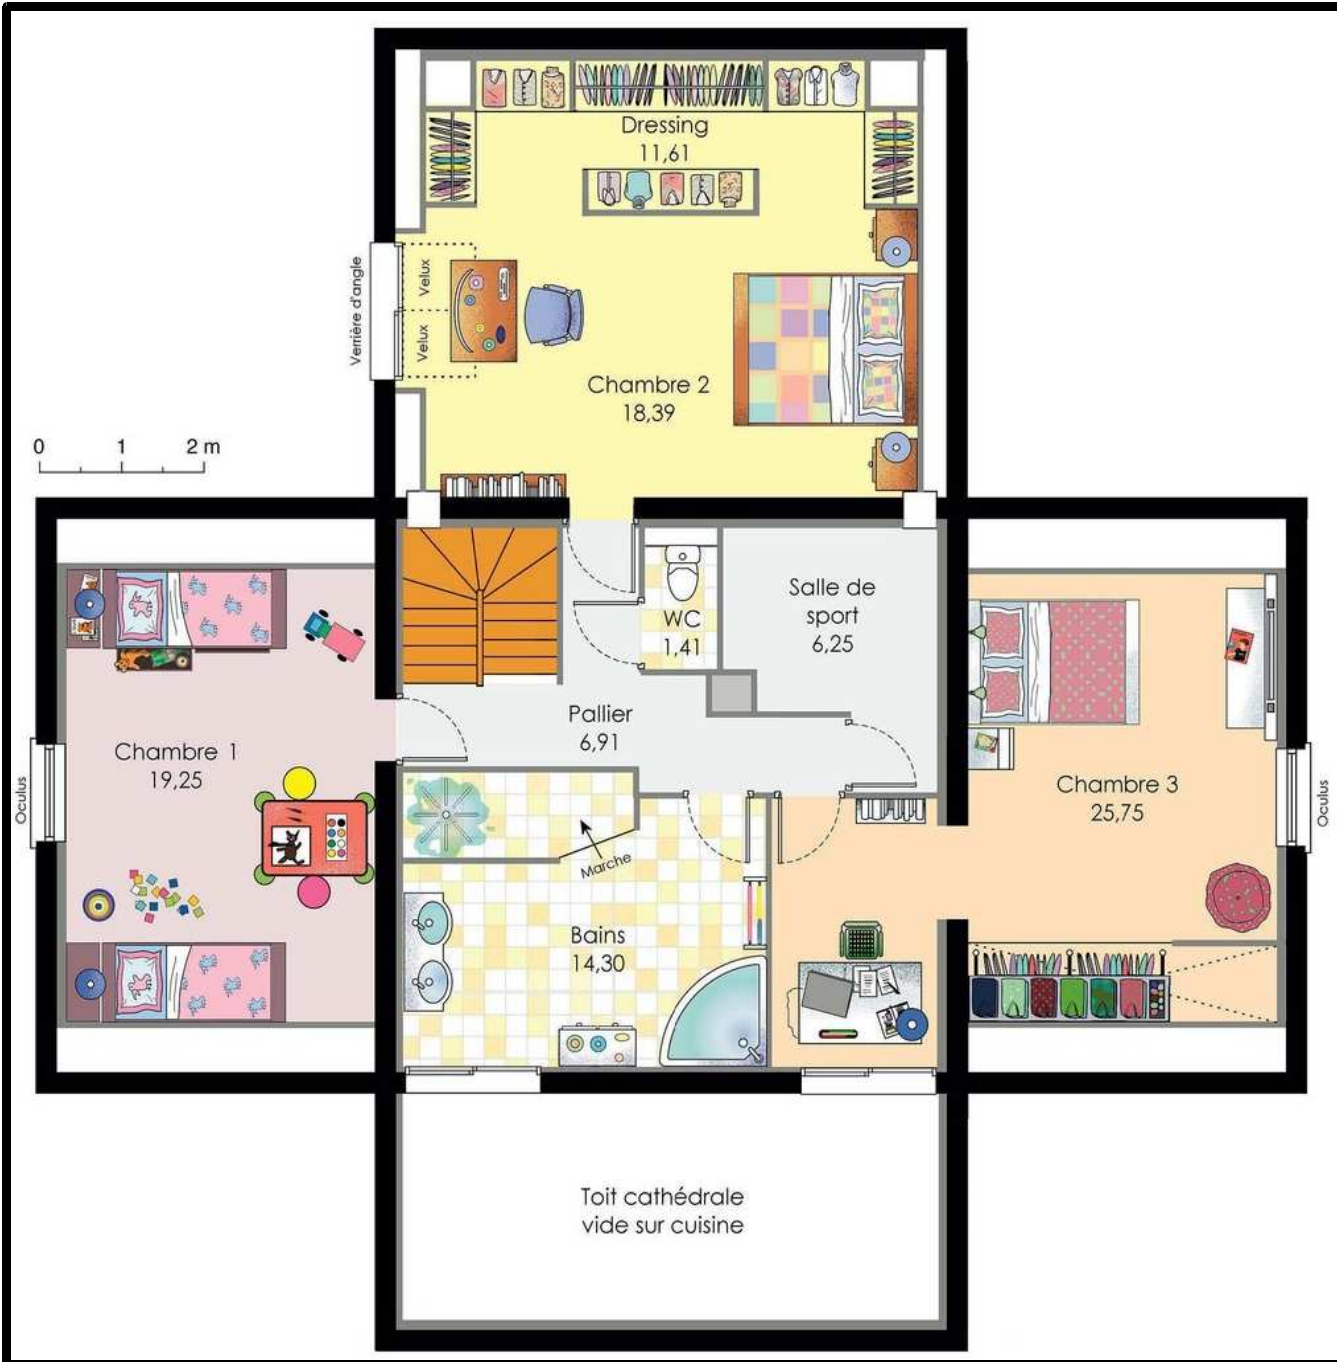 Dressing
11,61
Verrière d'angle
Velux
Velux
Chambre 2
18,39
0 1 2 m
Salle de
sport
6,25
WC
1,41
Pallier
6,91
Chambre 1
19,25
Oculus
Chambre 3
25,75
Oculus
Marche
Bains
14,30
Toit cathédrale
vide sur cuisine